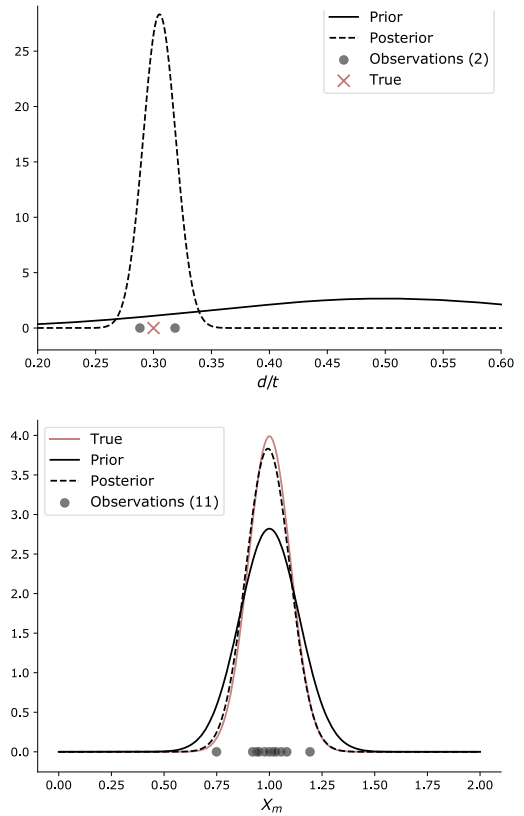 25
20
15
10
5
0
Prior
Posterior
Observations (2)
True
0.20 0.25 0.30 0.35 0.40 0.45 0.50 0.55 0.60
d/t
4.0
3.5
3.0
2.5
2.0
1.5
1.0
0.5
0.0
True
Prior
Posterior
Observations (11)
0.00 0.25 0.50 0.75 1.00 1.25 1.50 1.75 2.00
X_m